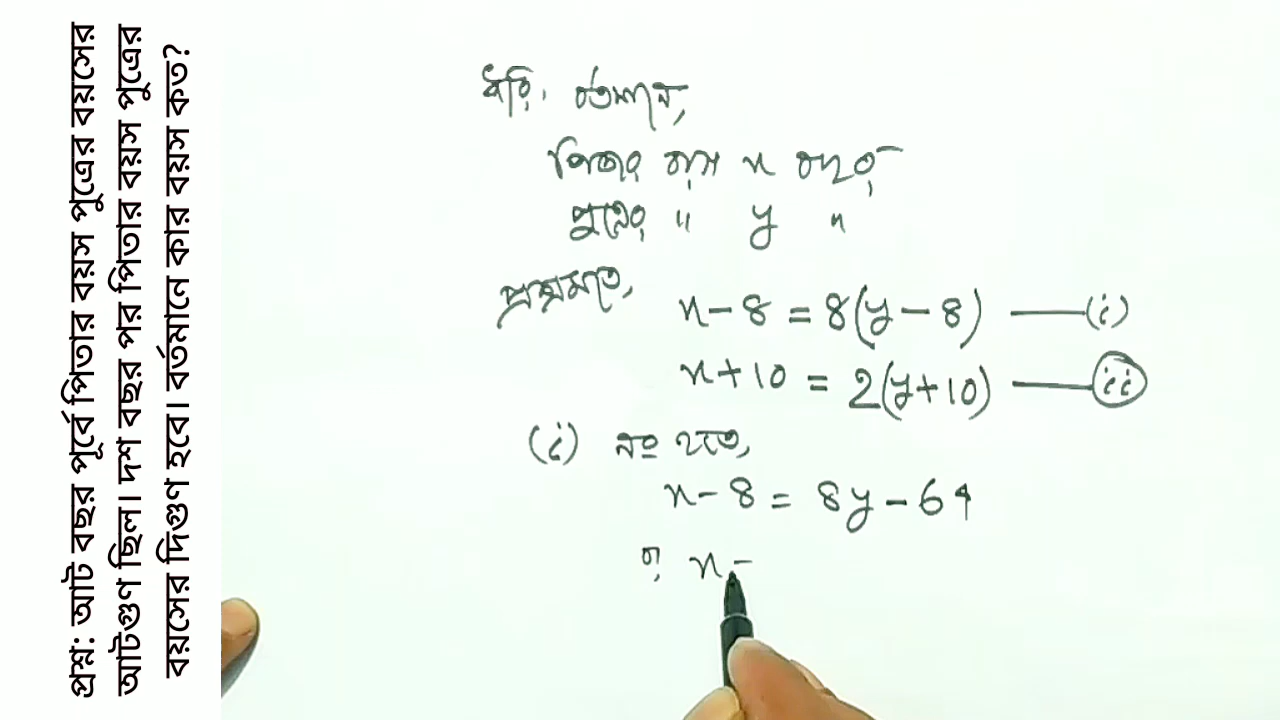 প্রশ্ন: আট বছর পূর্বে পিতার বয়স পুত্রের বয়সের
আটগুণ ছিল। দশ বছর পর পিতার বয়স পুত্রের
বয়সের দিগুণ হবে। বর্তমানে কার বয়স কত?
ধরি, বর্তমানে,
পিতার বয়স x বছর
পুত্রের " y "
প্রশ্নমতে,
x - 8 = 8(y - 8) —— (i)
x + 10 = 2(y + 10) —— (ii)
(i) নং হতে,
x - 8 = 8y - 64
বা, x -